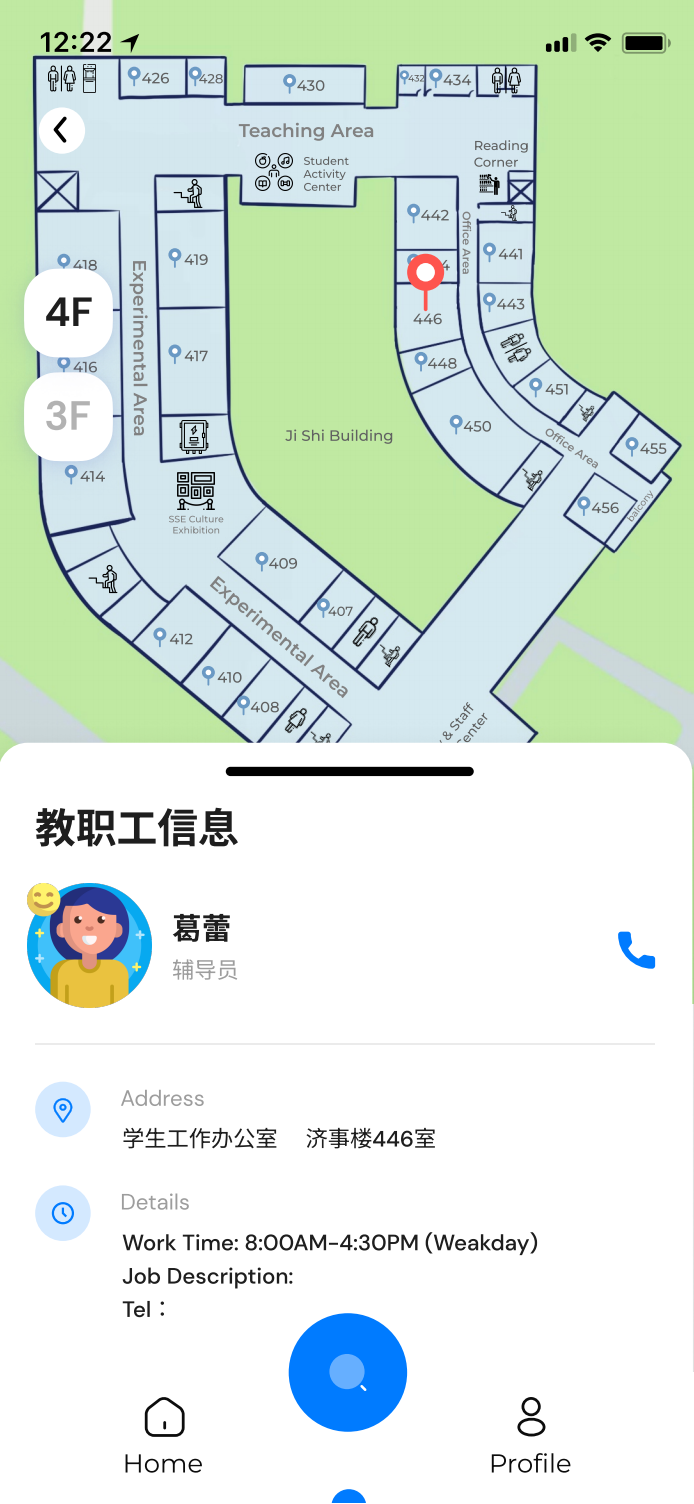 12:22
426
428
430
432
434
Teaching Area
Student
Activity
Center
Reading
Corner
418
Experimental Area
419
442
Office Area
441
4F
446
443
416
417
448
451
3F
Ji Shi Building
450
Office Area
455
414
456
balcony
SSE Culture
Exhibition
409
Experimental Area
407
412
410
408
& Staff
教职工信息
葛蕾
辅导员
Address
学生工作办公室 济事楼446室
Details
Work Time: 8:00AM-4:30PM (Weakday)
Job Description:
Tel：
Home
Profile